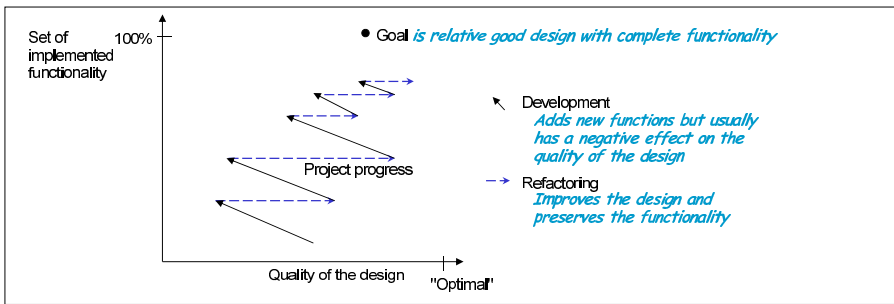 Set of
implemented
functionality
100%
Goal is relative good design with complete functionality
Development
Adds new functions but usually
has a negative effect on the
quality of the design
Project progress
Refactoring
Improves the design and
preserves the functionality
Quality of the design
"Optimal"